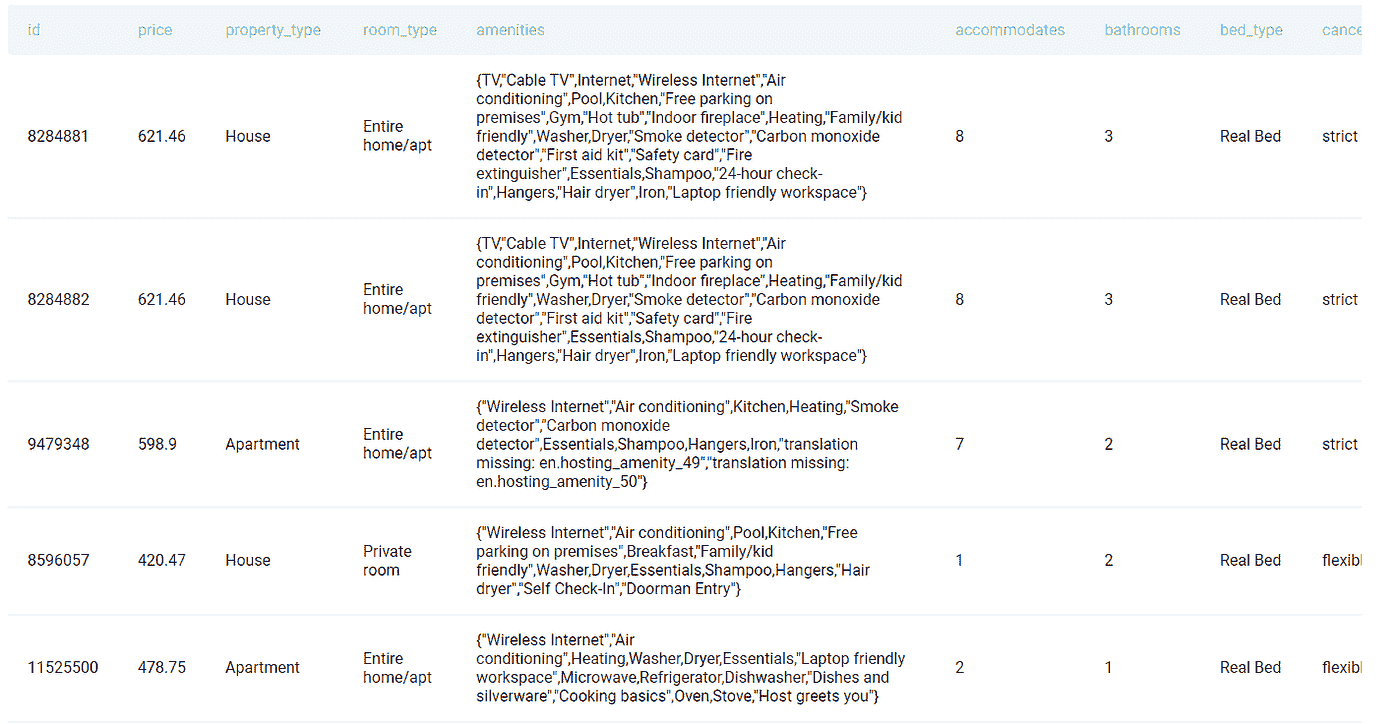 id price property_type room_type amenities accommodates bathrooms bed_type cance
{TV,"Cable TV",Internet,"Wireless Internet","Air
conditioning",Pool,Kitchen,"Free parking on
premises",Gym,"Hot tub","Indoor fireplace",Heating,"Family/kid
8284881 621.46 House Entire home/apt friendly",Washer,Dryer,"Smoke detector","Carbon monoxide 8 3 Real Bed strict
detector","First aid kit","Safety card","Fire
extinguisher",Essentials,Shampoo,"24-hour check-
in",Hangers,"Hair dryer",Iron,"Laptop friendly workspace"}
{TV,"Cable TV",Internet,"Wireless Internet","Air
conditioning",Pool,Kitchen,"Free parking on
premises",Gym,"Hot tub","Indoor fireplace",Heating,"Family/kid
8284882 621.46 House Entire home/apt friendly",Washer,Dryer,"Smoke detector","Carbon monoxide 8 3 Real Bed strict
detector","First aid kit","Safety card","Fire
extinguisher",Essentials,Shampoo,"24-hour check-
in",Hangers,"Hair dryer",Iron,"Laptop friendly workspace"}
{"Wireless Internet","Air conditioning",Kitchen,Heating,"Smoke
detector","Carbon monoxide
9479348 598.9 Apartment Entire home/apt detector",Essentials,Shampoo,Hangers,Iron,"translation 7 2 Real Bed strict
missing: en.hosting_amenity_49","translation missing:
en.hosting_amenity_50"}
{"Wireless Internet","Air conditioning",Pool,Kitchen,"Free
parking on premises",Breakfast,"Family/kid
8596057 420.47 House Private room friendly",Washer,Dryer,Essentials,Shampoo,Hangers,"Hair 1 2 Real Bed flexibl
dryer","Self Check-In","Doorman Entry"}
{"Wireless Internet","Air
11525500 478.75 Apartment Entire home/apt conditioning",Heating,Washer,Dryer,Essentials,"Laptop friendly 2 1 Real Bed flexibl
workspace",Microwave,Refrigerator,Dishwasher,"Dishes and
silverware","Cooking basics",Oven,Stove,"Host greets you"}